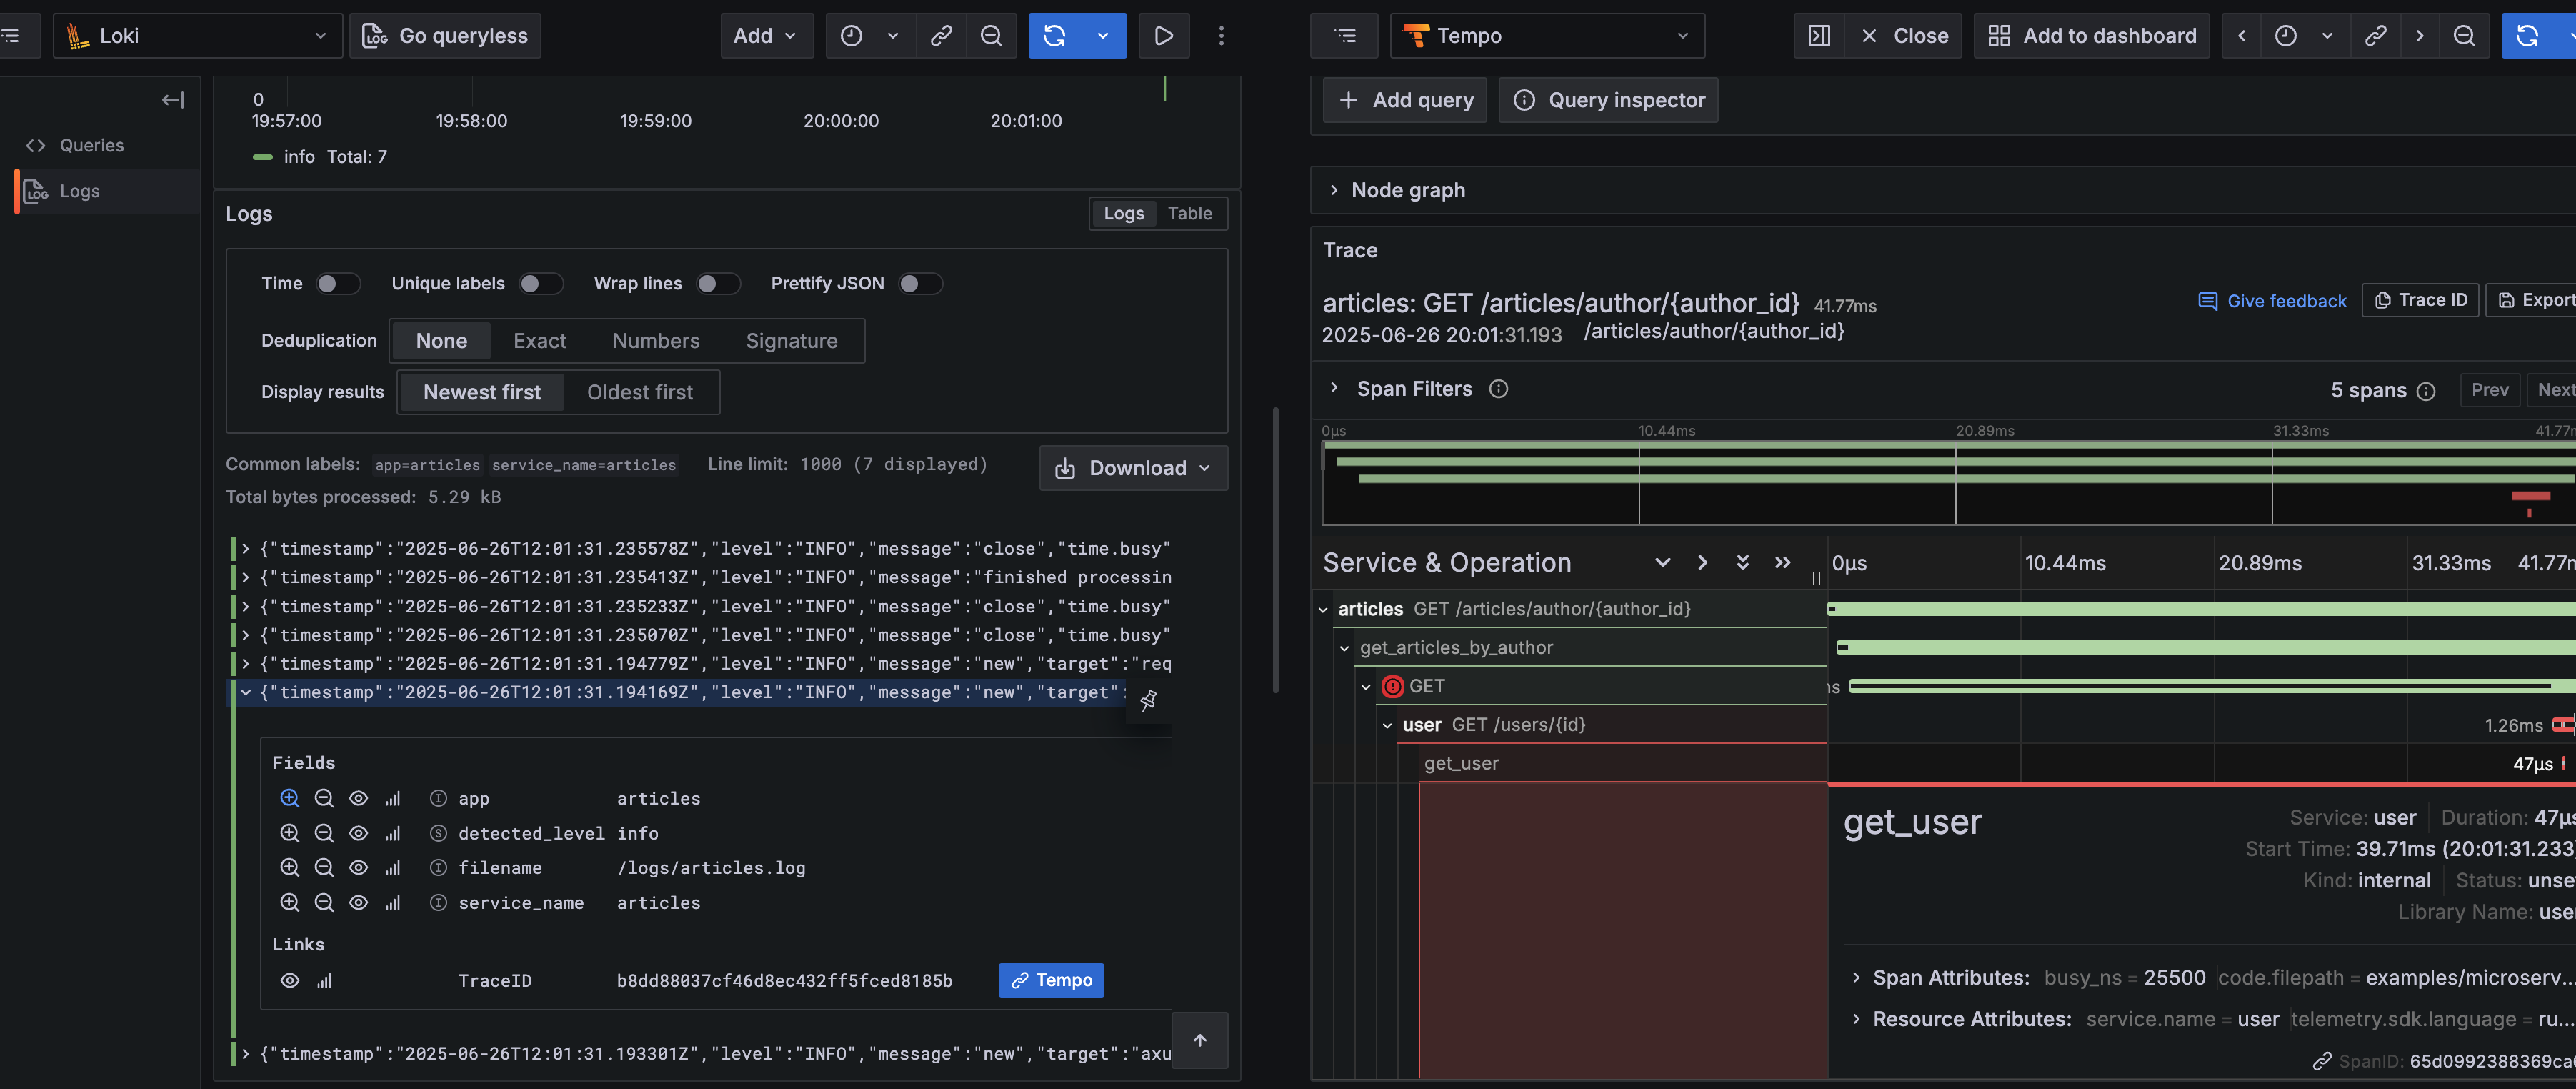 Loki
Go queryless
Add
Queries
Logs
0
19:57:00 19:58:00 19:59:00 20:00:00 20:01:00
info Total: 7
Logs
Logs Table
Time Unique labels Wrap lines Prettify JSON
Deduplication None Exact Numbers Signature
Display results Newest first Oldest first
Common labels: app=articles service_name=articles Line limit: 1000 (7 displayed)
Total bytes processed: 5.29 kB
Download
{"timestamp":"2025-06-26T12:01:31.235578Z","level":"INFO","message":"close","time.busy"
{"timestamp":"2025-06-26T12:01:31.235413Z","level":"INFO","message":"finished processin
{"timestamp":"2025-06-26T12:01:31.235233Z","level":"INFO","message":"close","time.busy"
{"timestamp":"2025-06-26T12:01:31.235070Z","level":"INFO","message":"close","time.busy"
{"timestamp":"2025-06-26T12:01:31.194779Z","level":"INFO","message":"new","target":"req
{"timestamp":"2025-06-26T12:01:31.194169Z","level":"INFO","message":"new","target":
Fields
app articles
detected_level info
filename /logs/articles.log
service_name articles
Links
TraceID b8dd88037cf46d8ec432ff5fced8185b Tempo
{"timestamp":"2025-06-26T12:01:31.193301Z","level":"INFO","message":"new","target":"axu
Tempo
Close
Add to dashboard
Add query
Query inspector
Node graph
Trace
articles: GET /articles/author/{author_id} 41.77ms
2025-06-26 20:01:31.193 /articles/author/{author_id}
Give feedback
Trace ID
Export
Span Filters
5 spans
Prev Next
0μs 10.44ms 20.89ms 31.33ms 41.77m
Service & Operation
0μs 10.44ms 20.89ms 31.33ms 41.77m
articles GET /articles/author/{author_id}
get_articles_by_author
GET
user GET /users/{id} 1.26ms
get_user 47μs
get_user
Service: user Duration: 47μs
Start Time: 39.71ms (20:01:31.233
Kind: internal Status: unse
Library Name: use
Span Attributes: busy_ns = 25500 code.filepath = examples/microserv...
Resource Attributes: service.name = user telemetry.sdk.language = ru...
SpanID: 65d0992388369ca